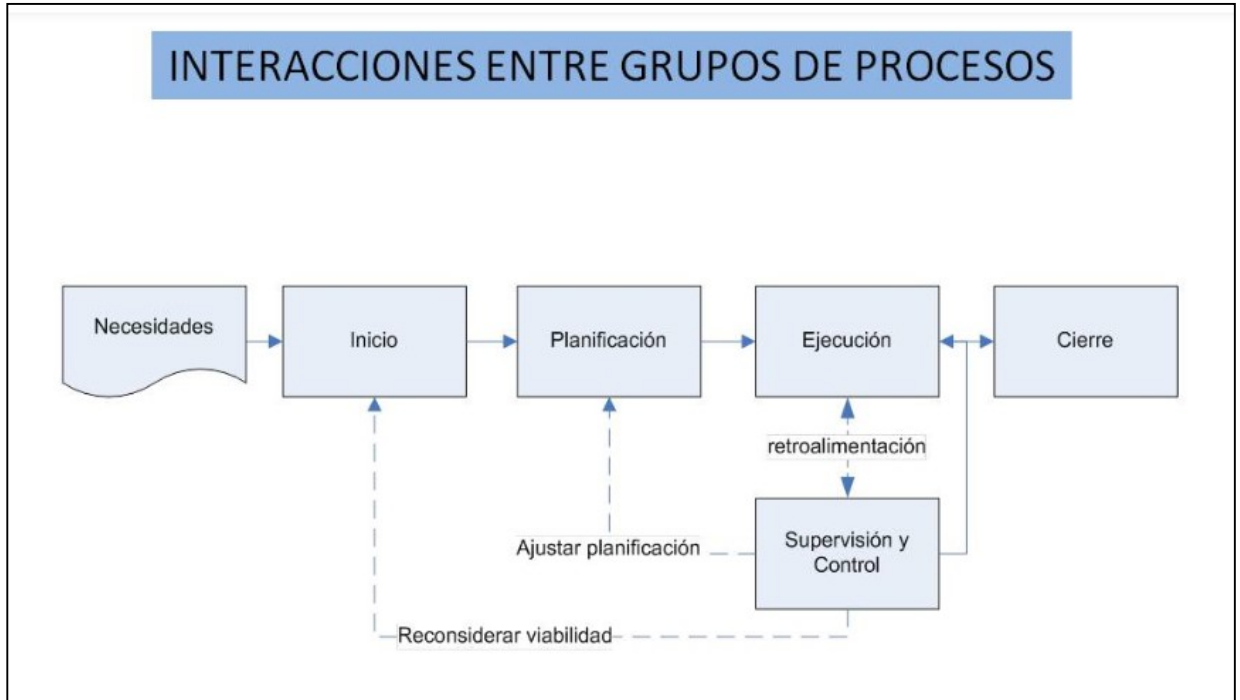 INTERACCIONES ENTRE GRUPOS DE PROCESOS
Necesidades
Inicio
Planificación
Ejecución
Cierre
retroalimentación
Ajustar planificación
Supervisión y
Control
Reconsiderar viabilidad